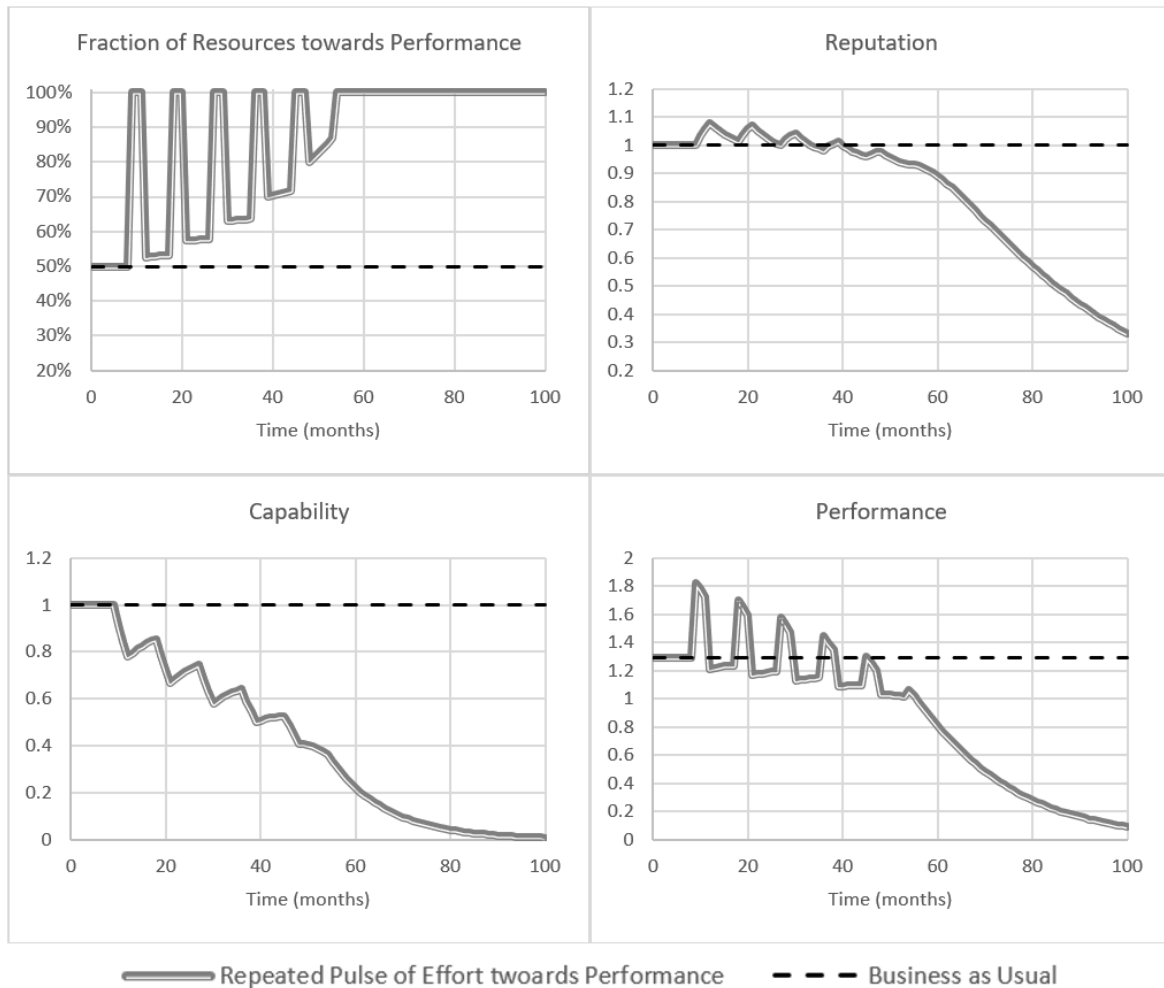 Fraction of Resources towards Performance
100%
90%
80%
70%
60%
50%
40%
30%
20%
0 20 40 60 80 100
Time (months)
Reputation
1.2
1.1
1
0.9
0.8
0.7
0.6
0.5
0.4
0.3
0.2
0 20 40 60 80 100
Time (months)
Capability
1.2
1
0.8
0.6
0.4
0.2
0
0 20 40 60 80 100
Time (months)
Performance
2
1.8
1.6
1.4
1.2
1
0.8
0.6
0.4
0.2
0
0 20 40 60 80 100
Time (months)
Repeated Pulse of Effort twoards Performance
Business as Usual